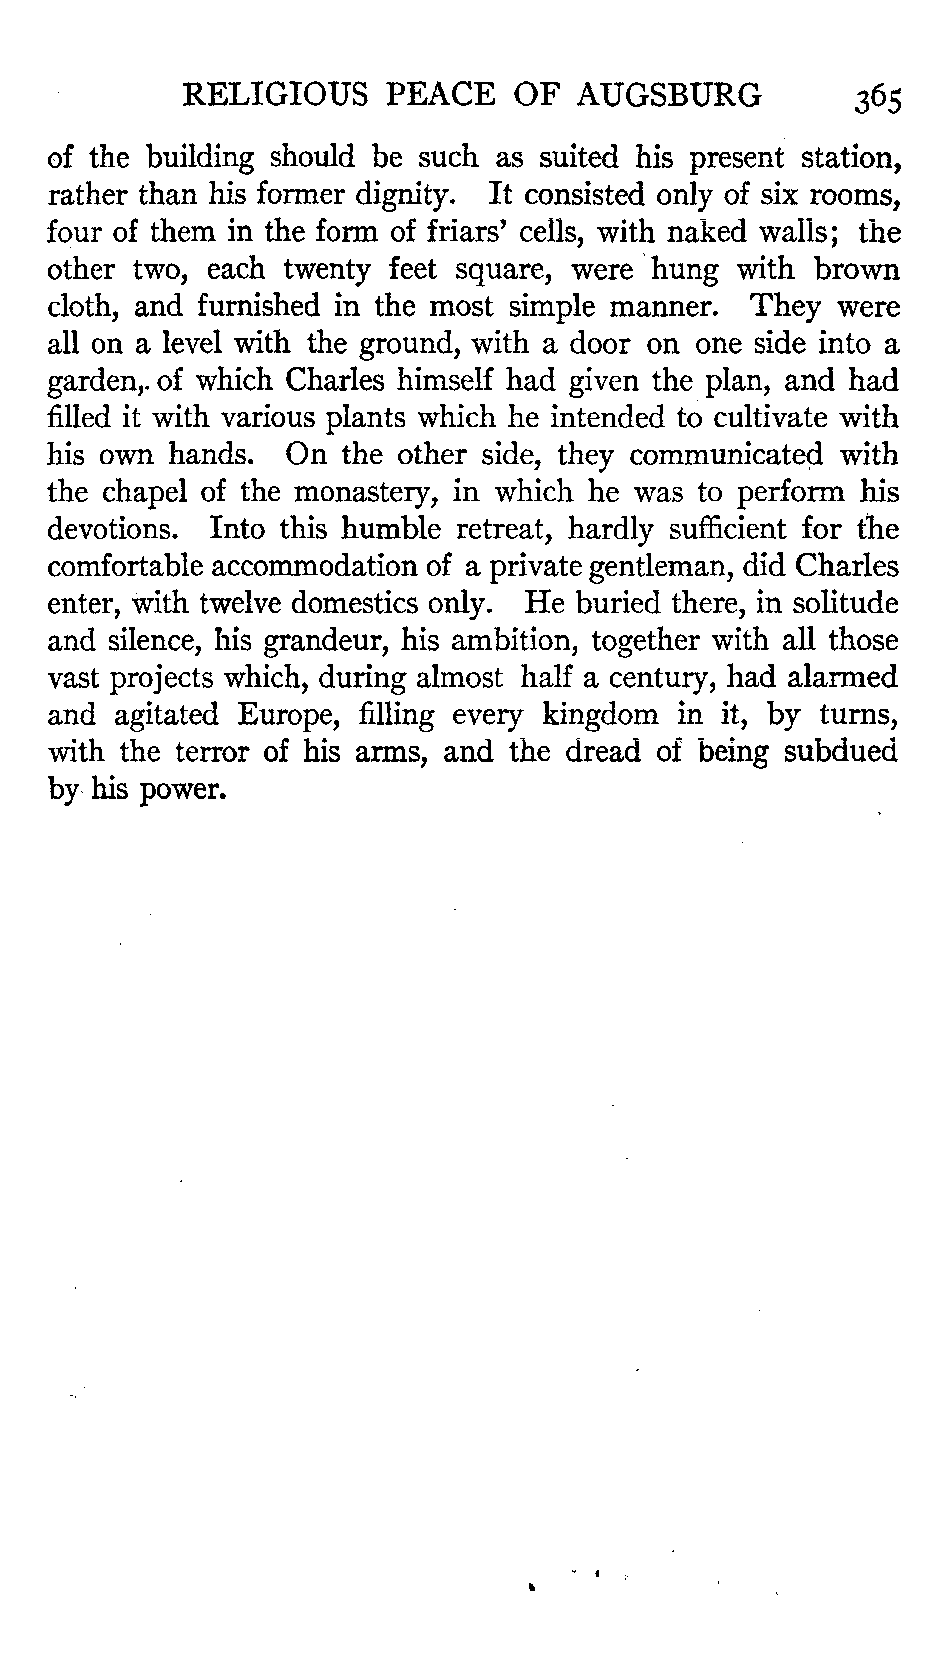 RELIGIOUS PEACE OF AUGSBURG 365
of the building should be such as suited his present station,
rather than his former dignity. It consisted only of six rooms,
four of them in the form of friars' cells, with naked walls; the
other two, each twenty feet square, were hung with brown
cloth, and furnished in the most simple manner. They were
all on a level with the ground, with a door on one side into a
garden, of which Charles himself had given the plan, and had
filled it with various plants which he intended to cultivate with
his own hands. On the other side, they communicated with
the chapel of the monastery, in which he was to perform his
devotions. Into this humble retreat, hardly sufficient for the
comfortable accommodation of a private gentleman, did Charles
enter, with twelve domestics only. He buried there, in solitude
and silence, his grandeur, his ambition, together with all those
vast projects which, during almost half a century, had alarmed
and agitated Europe, filling every kingdom in it, by turns,
with the terror of his arms, and the dread of being subdued
by his power.